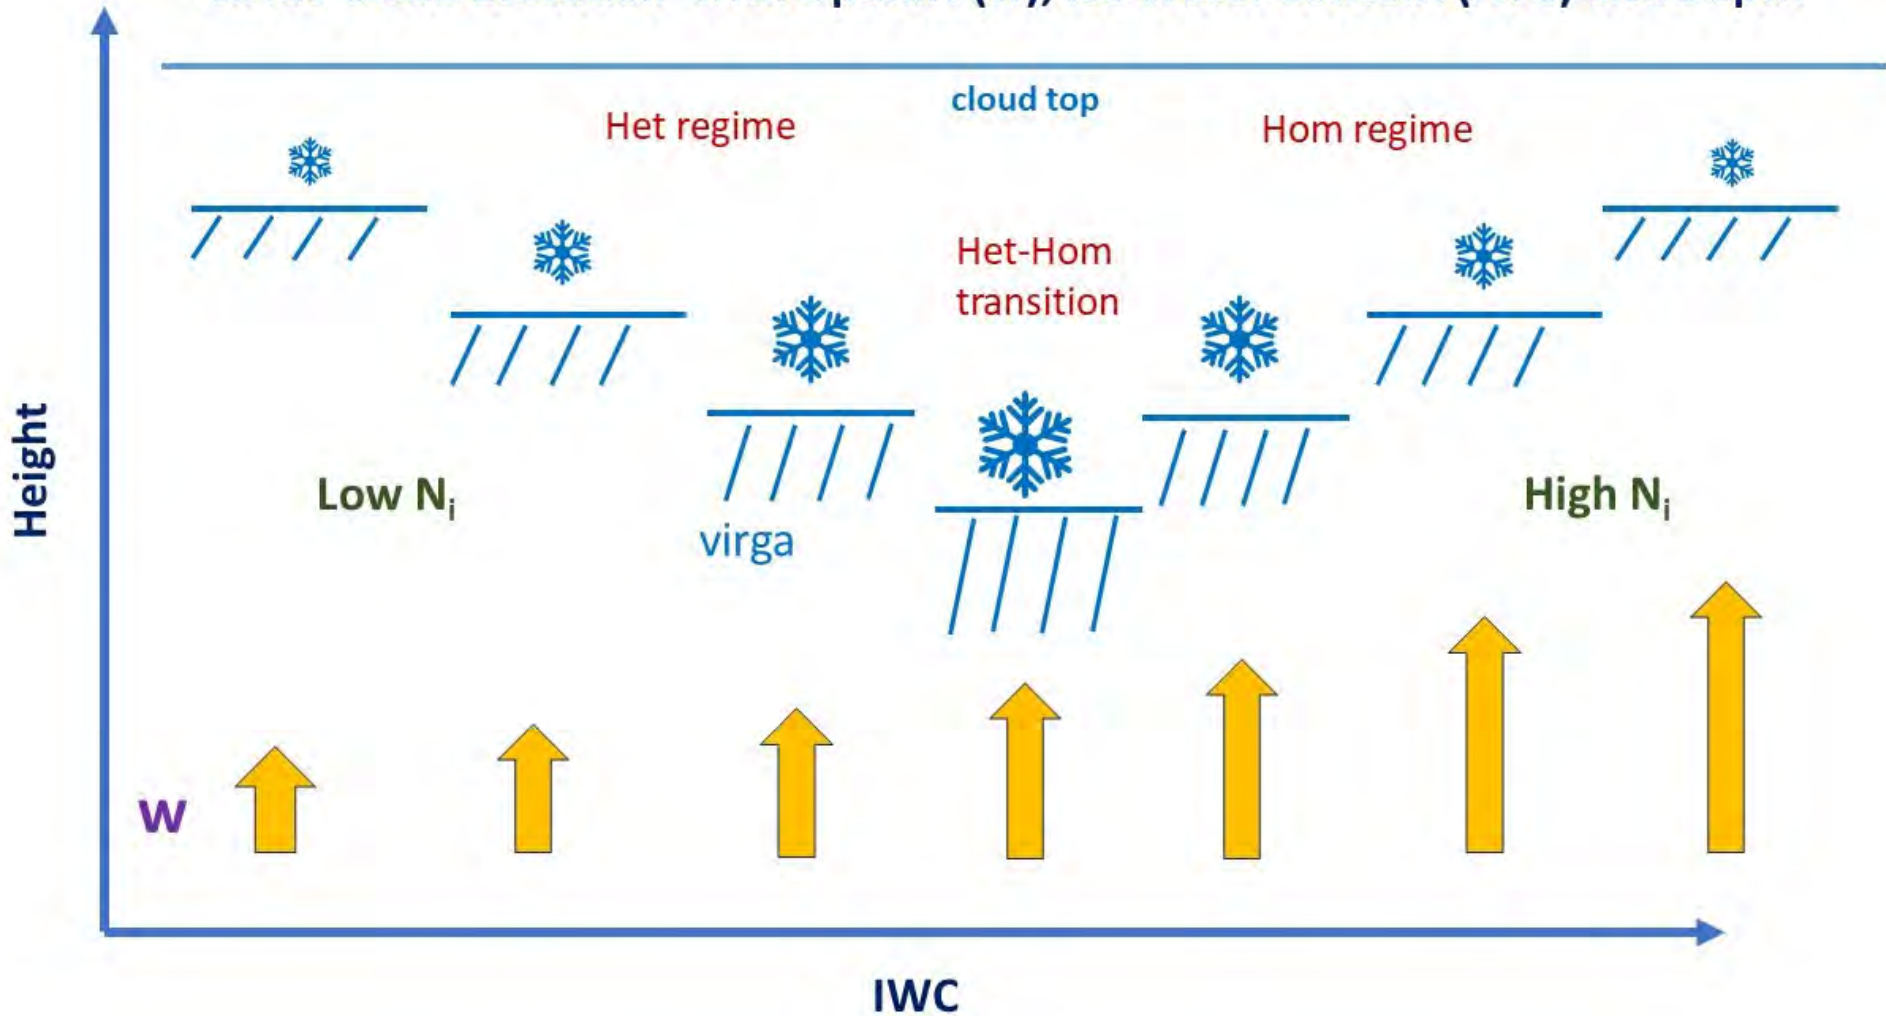 cloud top
Het regime
Hom regime
Het-Hom
transition
Height
Low Ni
High Ni
virga
W
IWC